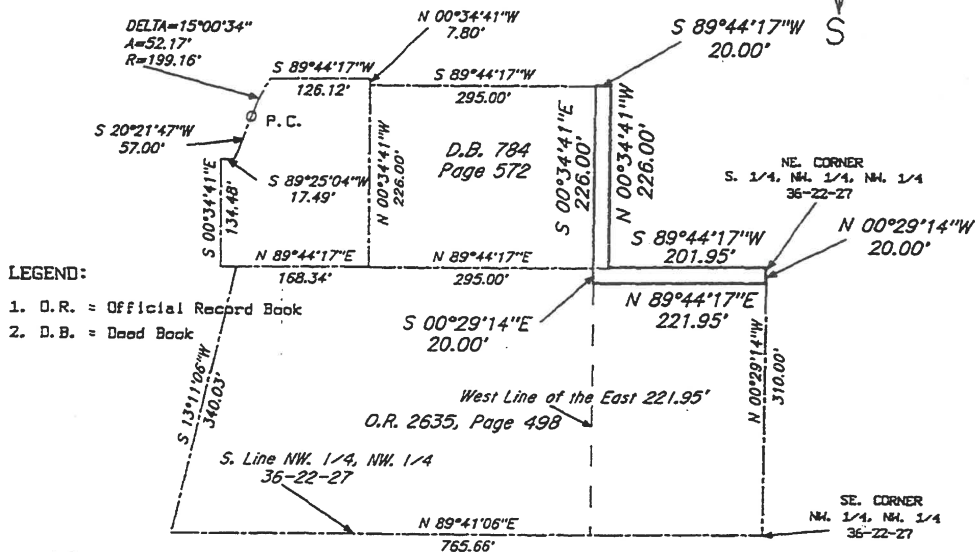 S
DELTA=15°00'34"
A=52.17'
R=199.16'
N 00°34'41"W
7.80'
S 89°44'17"W
20.00'
S 89°44'17"W
126.12'
S 89°44'17"W
295.00'
P.C.
S 20°21'47"W
57.00'
S 89°25'04"W
17.49'
S 00°34'41"E
134.48'
N 00°34'41"W
226.00'
D.B. 784
Page 572
S 00°34'41"E
226.00'
N 00°34'41"W
226.00'
NE. CORNER
S. 1/4, NW. 1/4, NW. 1/4
36-22-27
N 00°29'14"W
20.00'
S 89°44'17"W
201.95'
N 89°44'17"E
168.34'
N 89°44'17"E
295.00'
LEGEND:
1. O.R. = Official Record Book
2. D.B. = Deed Book
N 89°44'17"E
221.95'
S 00°29'14"E
20.00'
S 13°11'06"W
340.03'
N 00°29'14"W
310.00'
West Line of the East 221.95'
O.R. 2635, Page 498
S. Line NW. 1/4, NW. 1/4
36-22-27
SE. CORNER
NW. 1/4, NW. 1/4
36-22-27
N 89°41'06"E
765.66'